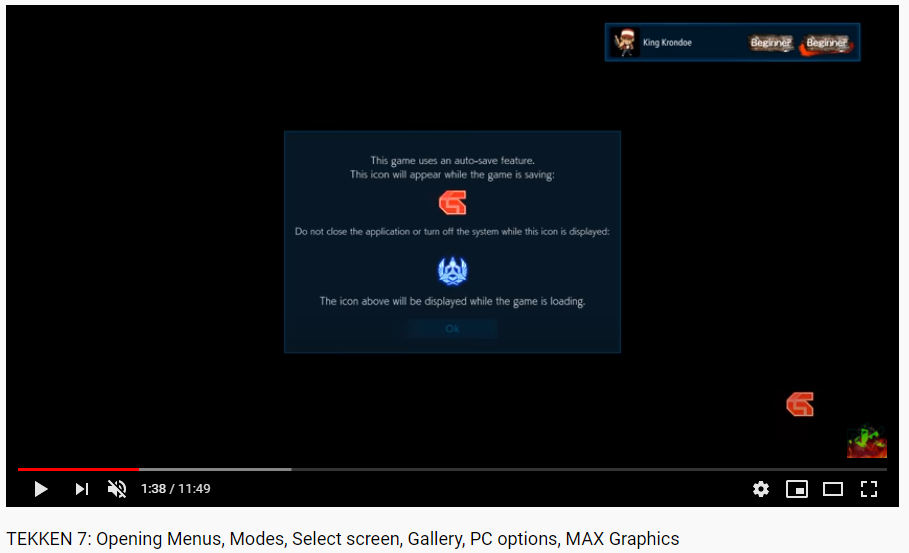 King Krondoe
Beginner
Beginner
This game uses an auto-save feature.
This icon will appear while the game is saving:
Do not close the application or turn off the system while this icon is displayed:
The icon above will be displayed while the game is loading.
Ok
1:38 / 11:49
TEKKEN 7: Opening Menus, Modes, Select screen, Gallery, PC options, MAX Graphics